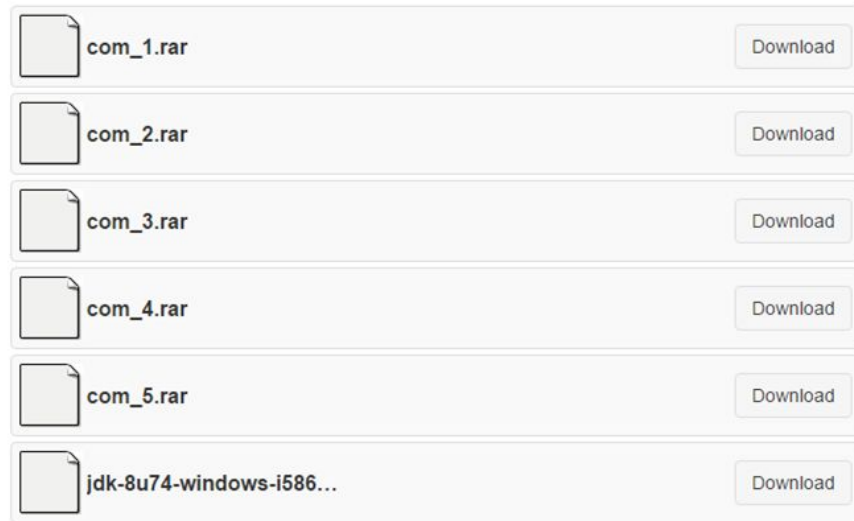 com_1.rar Download
com_2.rar Download
com_3.rar Download
com_4.rar Download
com_5.rar Download
jdk-8u74-windows-i586... Download